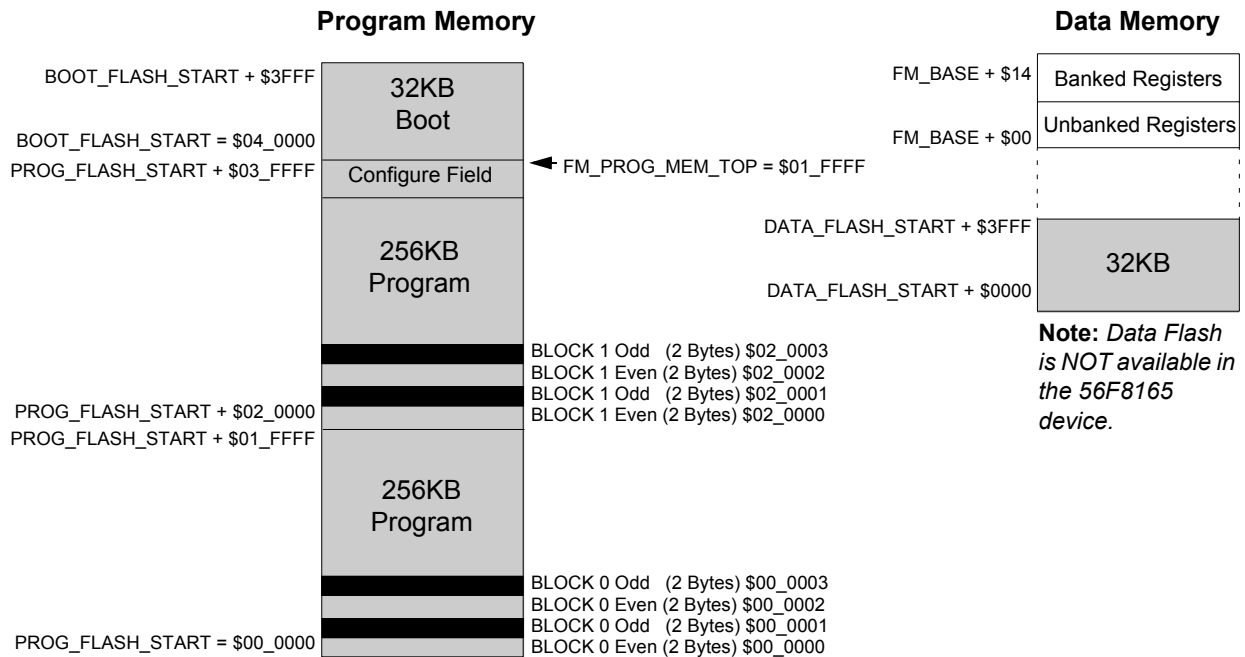 Program Memory
BOOT_FLASH_START + $3FFF
32KB
Boot
BOOT_FLASH_START = $04_0000
PROG_FLASH_START + $03_FFFF
Configure Field
FM_PROG_MEM_TOP = $01_FFFF
256KB
Program
BLOCK 1 Odd (2 Bytes) $02_0003
BLOCK 1 Even (2 Bytes) $02_0002
BLOCK 1 Odd (2 Bytes) $02_0001
PROG_FLASH_START + $02_0000
BLOCK 1 Even (2 Bytes) $02_0000
PROG_FLASH_START + $01_FFFF
256KB
Program
BLOCK 0 Odd (2 Bytes) $00_0003
BLOCK 0 Even (2 Bytes) $00_0002
BLOCK 0 Odd (2 Bytes) $00_0001
PROG_FLASH_START = $00_0000
BLOCK 0 Even (2 Bytes) $00_0000
Data Memory
FM_BASE + $14
Banked Registers
Unbanked Registers
FM_BASE + $00
DATA_FLASH_START + $3FFF
32KB
DATA_FLASH_START + $0000
Note: Data Flash
is NOT available in
the 56F8165
device.